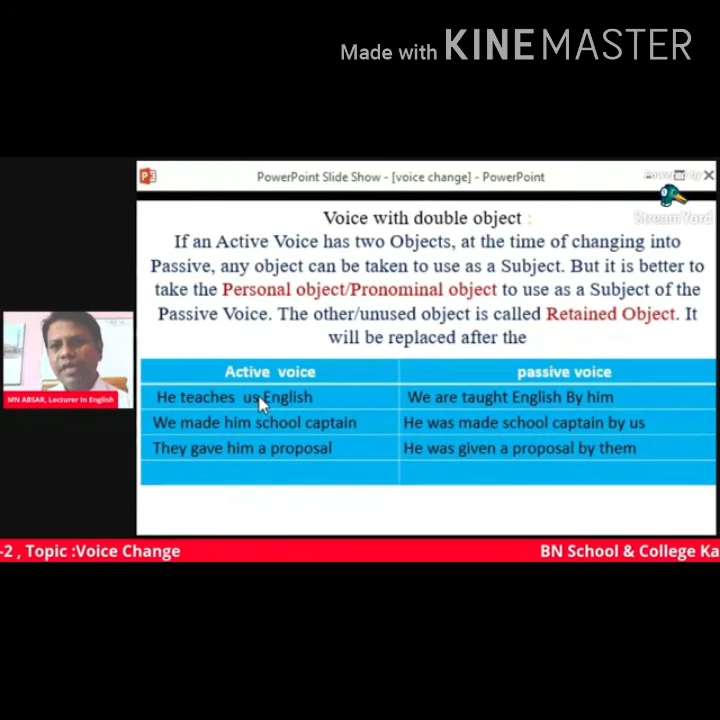 Made with KINEMASTER
PowerPoint Slide Show - [voice change] - PowerPoint
StreamYard
Voice with double object :
If an Active Voice has two Objects, at the time of changing into
Passive, any object can be taken to use as a Subject. But it is better to
take the Personal object/Pronominal object to use as a Subject of the
Passive Voice. The other/unused object is called Retained Object. It
will be replaced after the
Active voice passive voice
He teaches us English We are taught English By him
We made him school captain He was made school captain by us
They gave him a proposal He was given a proposal by them
MN ABSAR, Lecturer In English
-2 , Topic :Voice Change BN School & College Ka